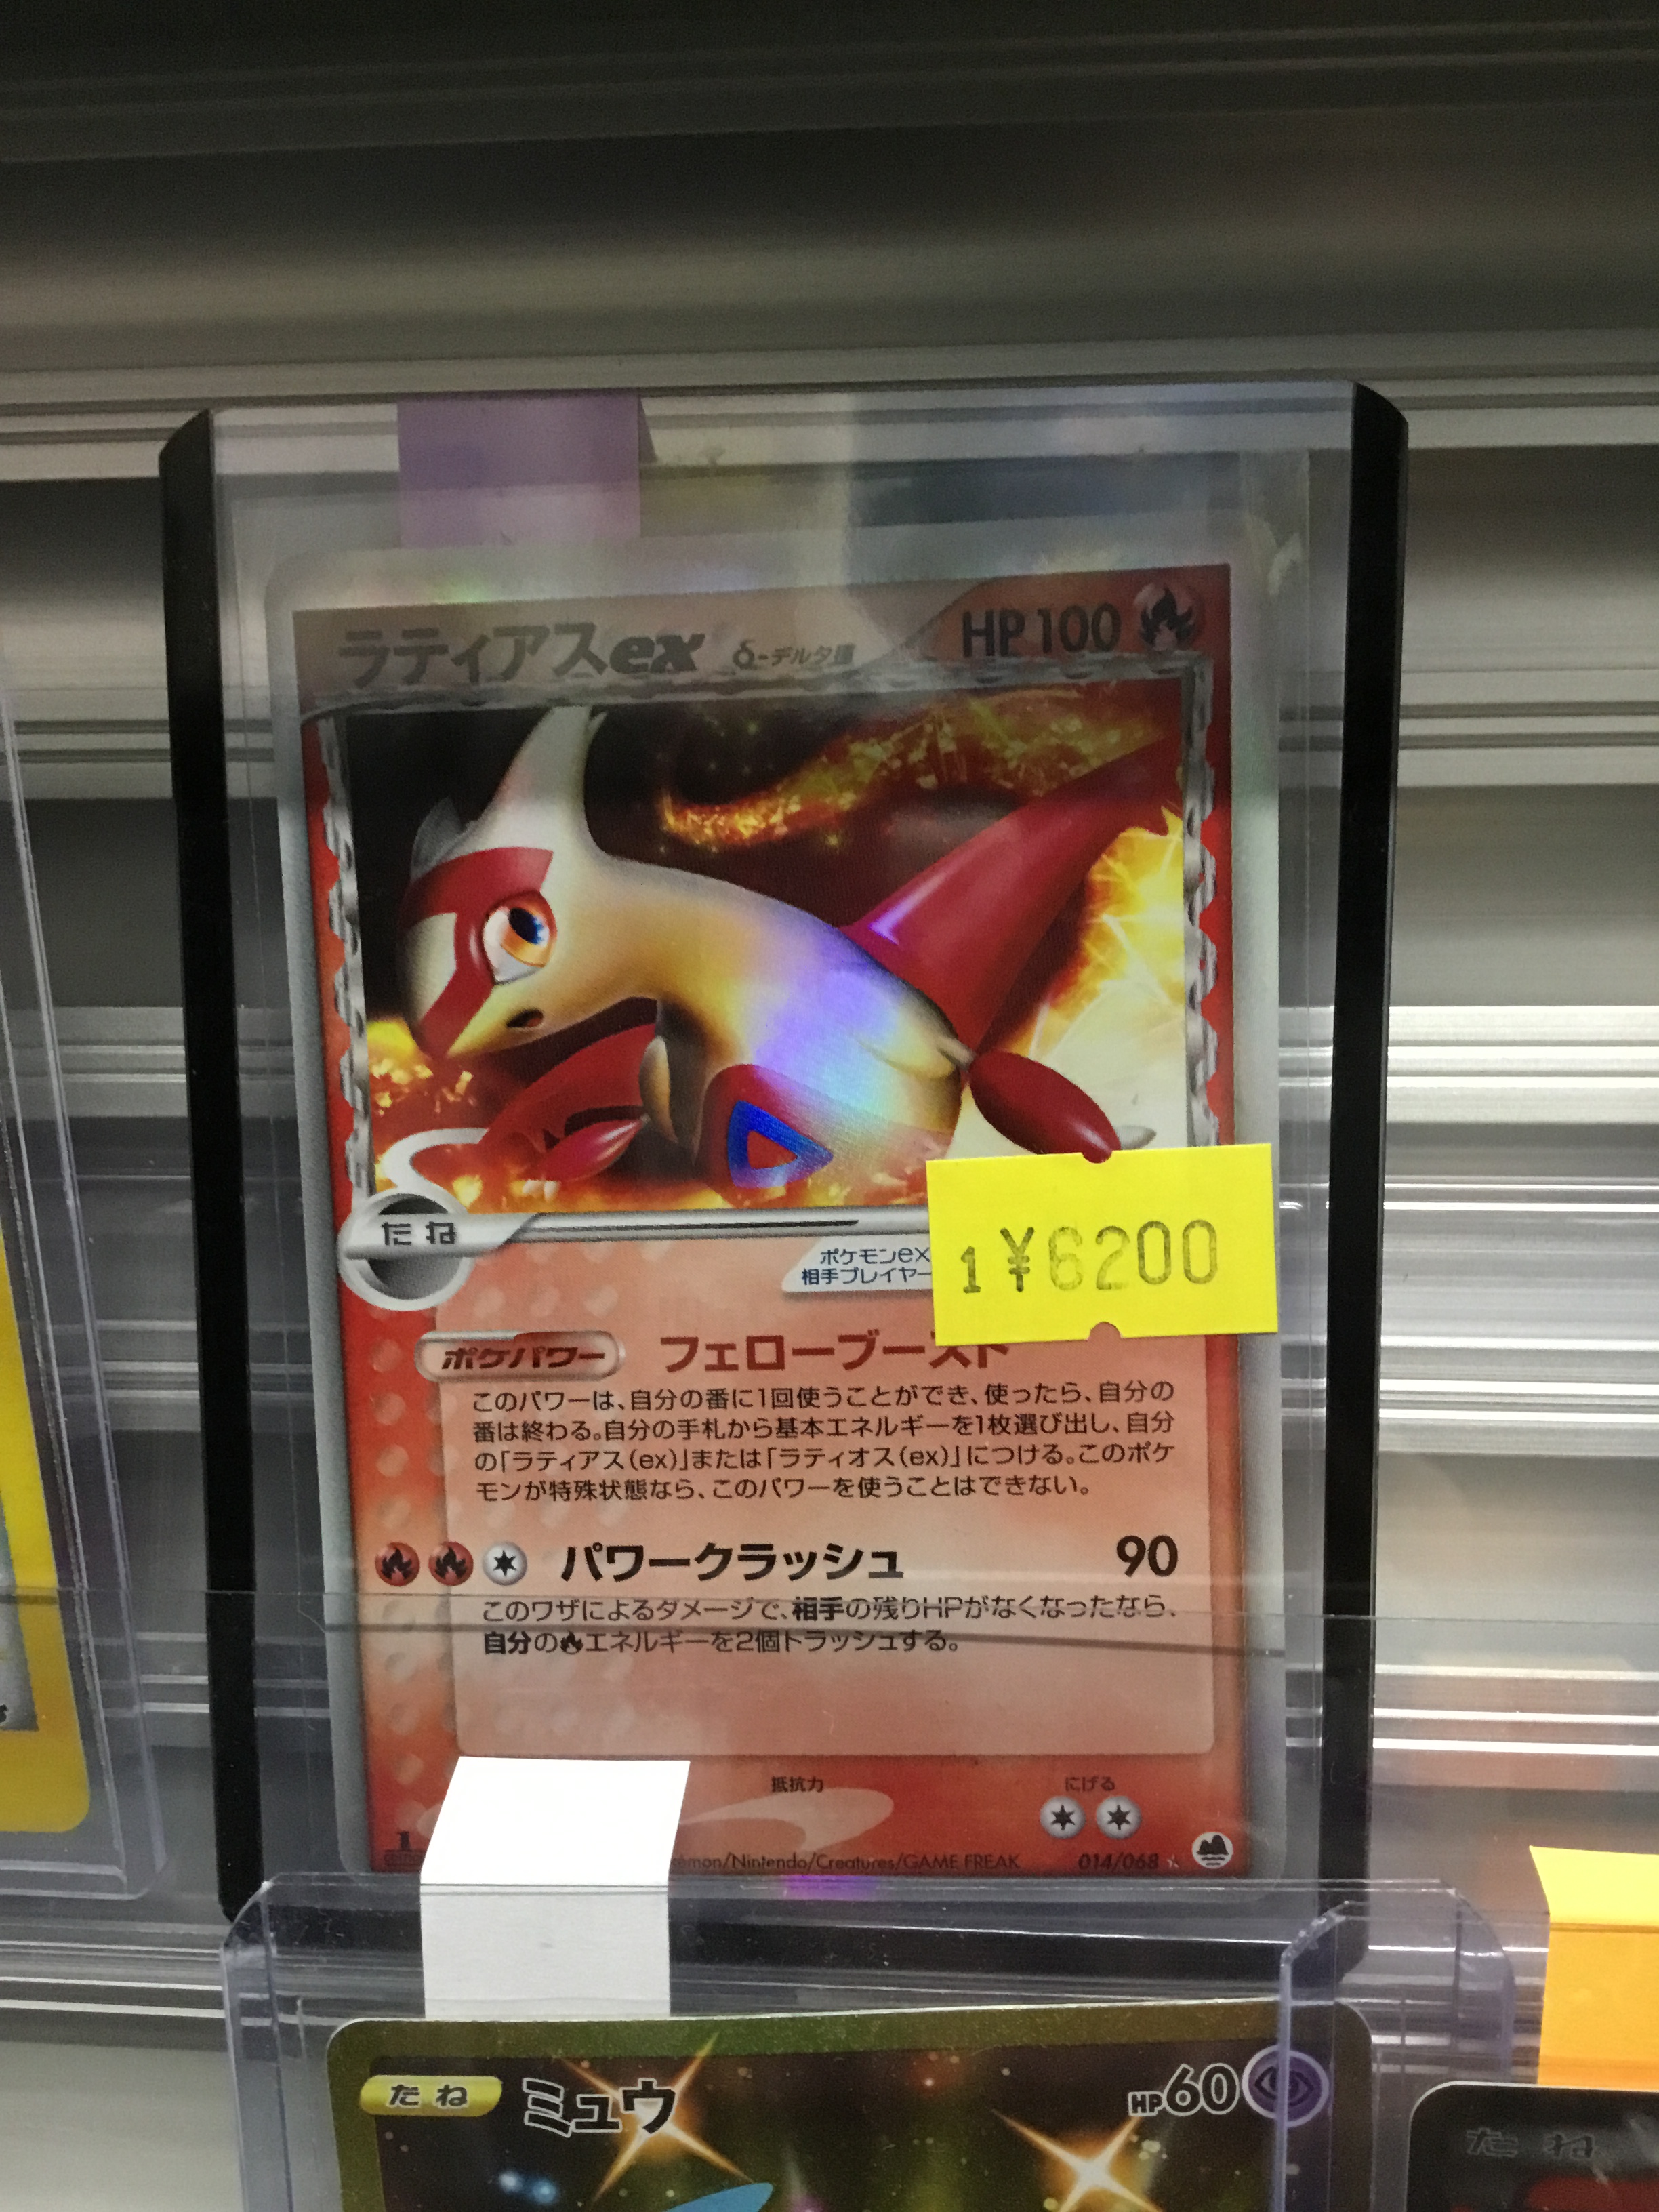 ラティアスex δ-デルタ種 HP100
たね
ポケモンex
相手プレイヤー
1¥6200
ポケパワー フェローブースト
このパワーは、自分の番に1回使うことができ、使ったら、自分の
番は終わる。自分の手札から基本エネルギーを1枚選び出し、自分
の「ラティアス(ex)」または「ラティオス(ex)」につける。このポケ
モンが特殊状態なら、このパワーを使うことはできない。
パワークラッシュ 90
このワザによるダメージで、相手の残りHPがなくなったなら、
自分のエネルギーを2個トラッシュする。
抵抗力 にげる
1
émon/Nintendo/Creatures/GAME FREAK 014/068
たね ミュウ HP60
たね